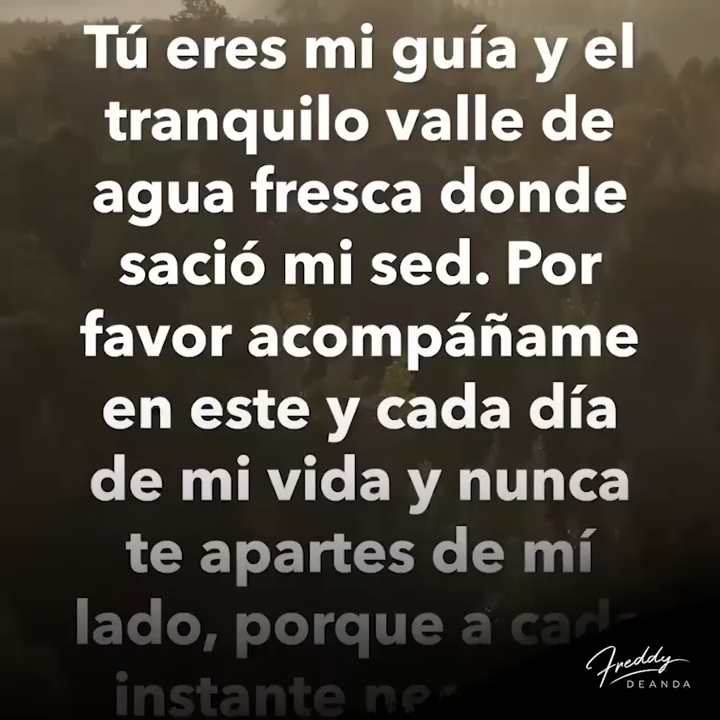 Tú eres mi guía y el
tranquilo valle de
agua fresca donde
sació mi sed. Por
favor acompáñame
en este y cada día
de mi vida y nunca
te apartes de mí
lado, porque a cada
instante
Freddy
DEANDA